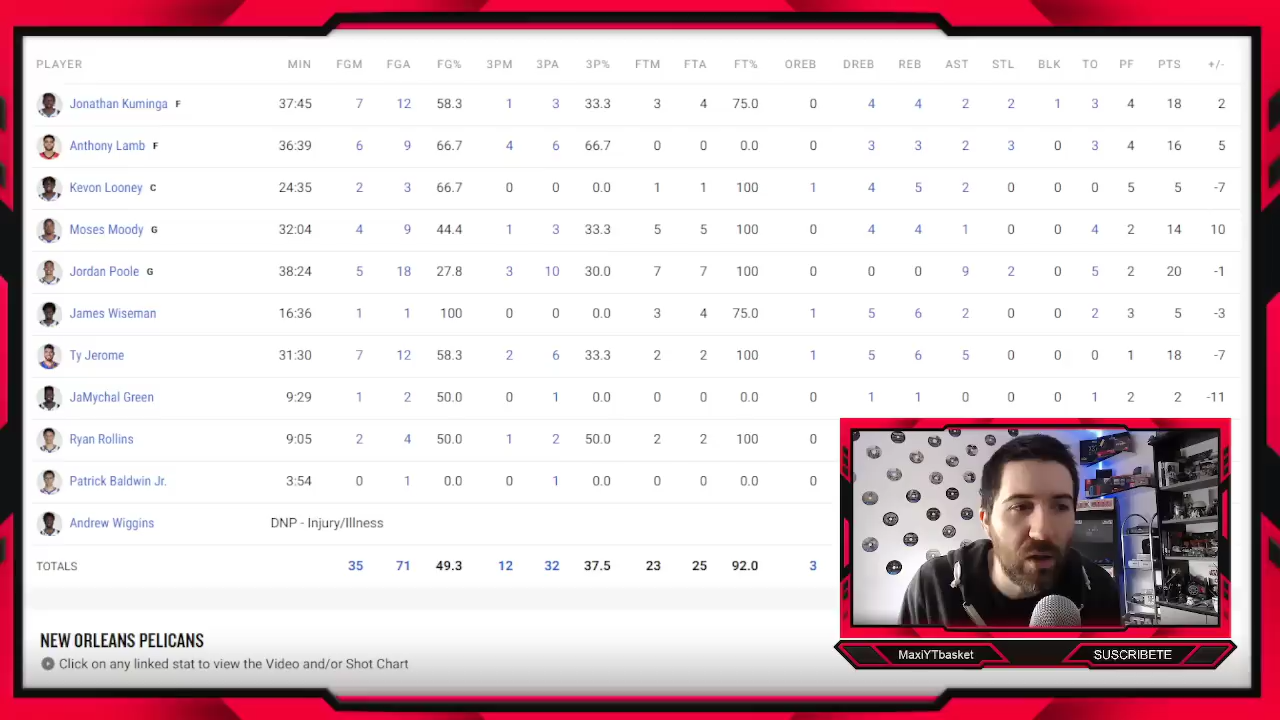 PLAYER MIN FGM FGA FG% 3PM 3PA 3P% FTM FTA FT% OREB DREB REB AST STL BLK TO PF PTS +/-
Jonathan Kuminga F 37:45 7 12 58.3 1 3 33.3 3 4 75.0 0 4 4 2 2 1 3 4 18 2
Anthony Lamb F 36:39 6 9 66.7 4 6 66.7 0 0 0.0 0 3 3 2 3 0 3 4 16 5
Kevon Looney C 24:35 2 3 66.7 0 0 0.0 1 1 100 1 4 5 2 0 0 0 5 5 -7
Moses Moody G 32:04 4 9 44.4 1 3 33.3 5 5 100 0 4 4 1 0 0 4 2 14 10
Jordan Poole G 38:24 5 18 27.8 3 10 30.0 7 7 100 0 0 0 9 2 0 5 2 20 -1
James Wiseman 16:36 1 1 100 0 0 0.0 3 4 75.0 1 5 6 2 0 0 2 3 5 -3
Ty Jerome 31:30 7 12 58.3 2 6 33.3 2 2 100 1 5 6 5 0 0 0 1 18 -7
JaMychal Green 9:29 1 2 50.0 0 1 0.0 0 0 0.0 0 1 1 0 0 0 1 2 2 -11
Ryan Rollins 9:05 2 4 50.0 1 2 50.0 2 2 100 0
Patrick Baldwin Jr. 3:54 0 1 0.0 0 1 0.0 0 0 0.0 0
Andrew Wiggins DNP - Injury/Illness
TOTALS 35 71 49.3 12 32 37.5 23 25 92.0 3
NEW ORLEANS PELICANS
Click on any linked stat to view the Video and/or Shot Chart
MaxiYTbasket SUSCRIBETE